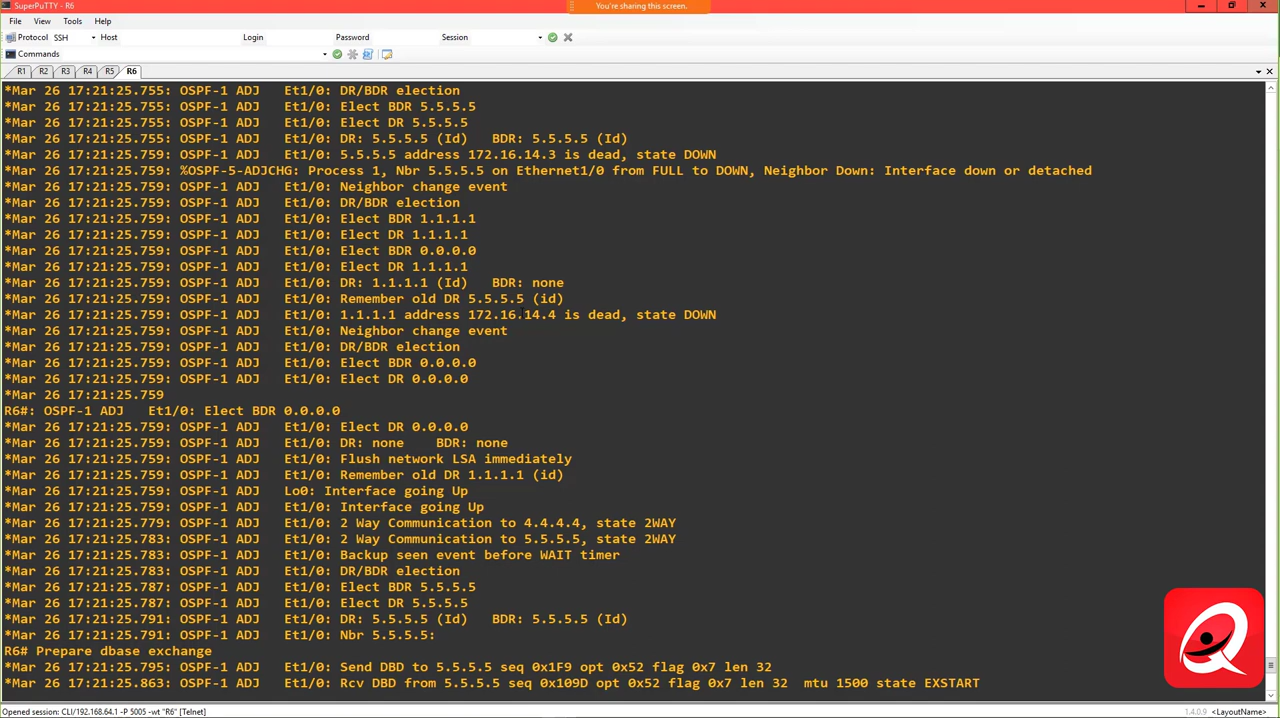 SuperPuTTY - R6
You're sharing this screen.
File View Tools Help
Protocol SSH Host Login Password Session
Commands
R1 R2 R3 R4 R5 R6
*Mar 26 17:21:25.755: OSPF-1 ADJ   Et1/0: DR/BDR election
*Mar 26 17:21:25.755: OSPF-1 ADJ   Et1/0: Elect BDR 5.5.5.5
*Mar 26 17:21:25.755: OSPF-1 ADJ   Et1/0: Elect DR 5.5.5.5
*Mar 26 17:21:25.755: OSPF-1 ADJ   Et1/0: DR: 5.5.5.5 (Id)   BDR: 5.5.5.5 (Id)
*Mar 26 17:21:25.755: OSPF-1 ADJ   Et1/0: 5.5.5.5 address 172.16.14.3 is dead, state DOWN
*Mar 26 17:21:25.759: %OSPF-5-ADJCHG: Process 1, Nbr 5.5.5.5 on Ethernet1/0 from FULL to DOWN, Neighbor Down: Interface down or detached
*Mar 26 17:21:25.759: OSPF-1 ADJ   Et1/0: Neighbor change event
*Mar 26 17:21:25.759: OSPF-1 ADJ   Et1/0: DR/BDR election
*Mar 26 17:21:25.759: OSPF-1 ADJ   Et1/0: Elect BDR 1.1.1.1
*Mar 26 17:21:25.759: OSPF-1 ADJ   Et1/0: Elect DR 1.1.1.1
*Mar 26 17:21:25.759: OSPF-1 ADJ   Et1/0: Elect BDR 0.0.0.0
*Mar 26 17:21:25.759: OSPF-1 ADJ   Et1/0: Elect DR 1.1.1.1
*Mar 26 17:21:25.759: OSPF-1 ADJ   Et1/0: DR: 1.1.1.1 (Id)   BDR: none
*Mar 26 17:21:25.759: OSPF-1 ADJ   Et1/0: Remember old DR 5.5.5.5 (id)
*Mar 26 17:21:25.759: OSPF-1 ADJ   Et1/0: 1.1.1.1 address 172.16.14.4 is dead, state DOWN
*Mar 26 17:21:25.759: OSPF-1 ADJ   Et1/0: Neighbor change event
*Mar 26 17:21:25.759: OSPF-1 ADJ   Et1/0: DR/BDR election
*Mar 26 17:21:25.759: OSPF-1 ADJ   Et1/0: Elect BDR 0.0.0.0
*Mar 26 17:21:25.759: OSPF-1 ADJ   Et1/0: Elect DR 0.0.0.0
*Mar 26 17:21:25.759
R6#: OSPF-1 ADJ   Et1/0: Elect BDR 0.0.0.0
*Mar 26 17:21:25.759: OSPF-1 ADJ   Et1/0: Elect DR 0.0.0.0
*Mar 26 17:21:25.759: OSPF-1 ADJ   Et1/0: DR: none    BDR: none
*Mar 26 17:21:25.759: OSPF-1 ADJ   Et1/0: Flush network LSA immediately
*Mar 26 17:21:25.759: OSPF-1 ADJ   Et1/0: Remember old DR 1.1.1.1 (id)
*Mar 26 17:21:25.759: OSPF-1 ADJ   Lo0: Interface going Up
*Mar 26 17:21:25.759: OSPF-1 ADJ   Et1/0: Interface going Up
*Mar 26 17:21:25.779: OSPF-1 ADJ   Et1/0: 2 Way Communication to 4.4.4.4, state 2WAY
*Mar 26 17:21:25.783: OSPF-1 ADJ   Et1/0: 2 Way Communication to 5.5.5.5, state 2WAY
*Mar 26 17:21:25.783: OSPF-1 ADJ   Et1/0: Backup seen event before WAIT timer
*Mar 26 17:21:25.783: OSPF-1 ADJ   Et1/0: DR/BDR election
*Mar 26 17:21:25.787: OSPF-1 ADJ   Et1/0: Elect BDR 5.5.5.5
*Mar 26 17:21:25.787: OSPF-1 ADJ   Et1/0: Elect DR 5.5.5.5
*Mar 26 17:21:25.791: OSPF-1 ADJ   Et1/0: DR: 5.5.5.5 (Id)   BDR: 5.5.5.5 (Id)
*Mar 26 17:21:25.791: OSPF-1 ADJ   Et1/0: Nbr 5.5.5.5:
R6# Prepare dbase exchange
*Mar 26 17:21:25.795: OSPF-1 ADJ   Et1/0: Send DBD to 5.5.5.5 seq 0x1F9 opt 0x52 flag 0x7 len 32
*Mar 26 17:21:25.863: OSPF-1 ADJ   Et1/0: Rcv DBD from 5.5.5.5 seq 0x109D opt 0x52 flag 0x7 len 32  mtu 1500 state EXSTART
Opened session: CLI/192.168.64.1 -P 5005 -wt "R6" [Telnet]
1.4.0.9 <LayoutName>